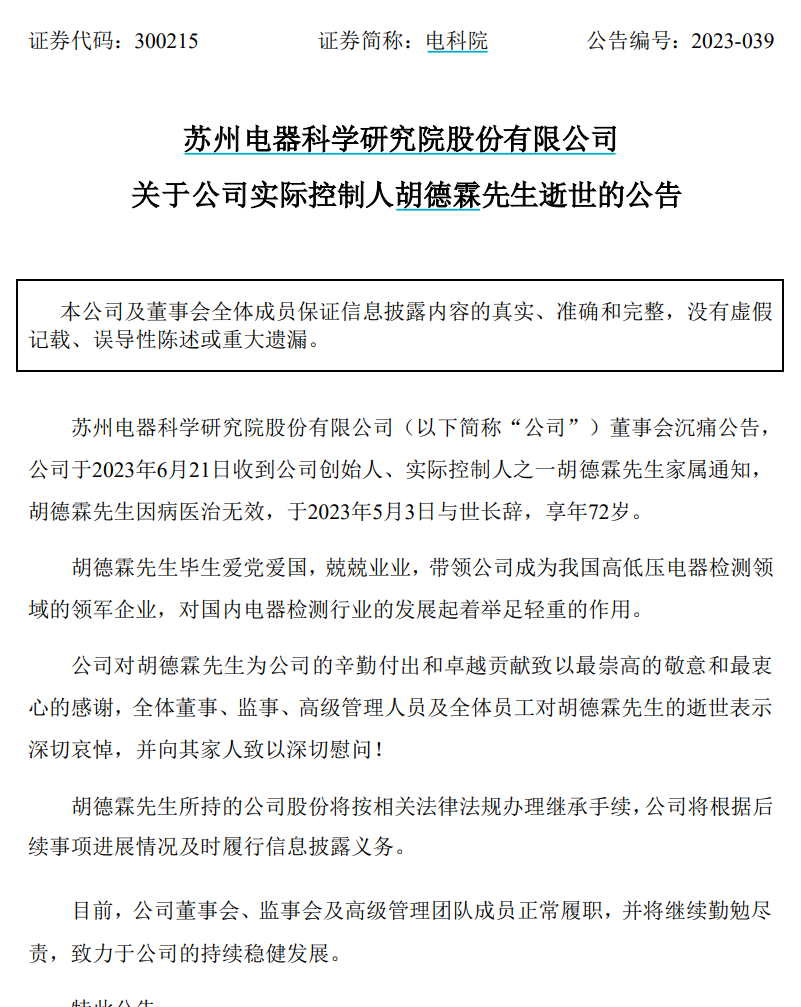 证券代码：300215 证券简称：电科院 公告编号：2023-039
苏州电器科学研究院股份有限公司
关于公司实际控制人胡德霖先生逝世的公告
本公司及董事会全体成员保证信息披露内容的真实、准确和完整，没有虚假
记载、误导性陈述或重大遗漏。
苏州电器科学研究院股份有限公司（以下简称“公司”）董事会沉痛公告，
公司于2023年6月21日收到公司创始人、实际控制人之一胡德霖先生家属通知，
胡德霖先生因病医治无效，于2023年5月3日与世长辞，享年72岁。
胡德霖先生毕生爱党爱国，兢兢业业，带领公司成为我国高低压电器检测领
域的领军企业，对国内电器检测行业的发展起着举足轻重的作用。
公司对胡德霖先生为公司的辛勤付出和卓越贡献致以最崇高的敬意和最衷
心的感谢，全体董事、监事、高级管理人员及全体员工对胡德霖先生的逝世表示
深切哀悼，并向其家人致以深切慰问！
胡德霖先生所持的公司股份将按相关法律法规办理继承手续，公司将根据后
续事项进展情况及时履行信息披露义务。
目前，公司董事会、监事会及高级管理团队成员正常履职，并将继续勤勉尽
责，致力于公司的持续稳健发展。
特此公告